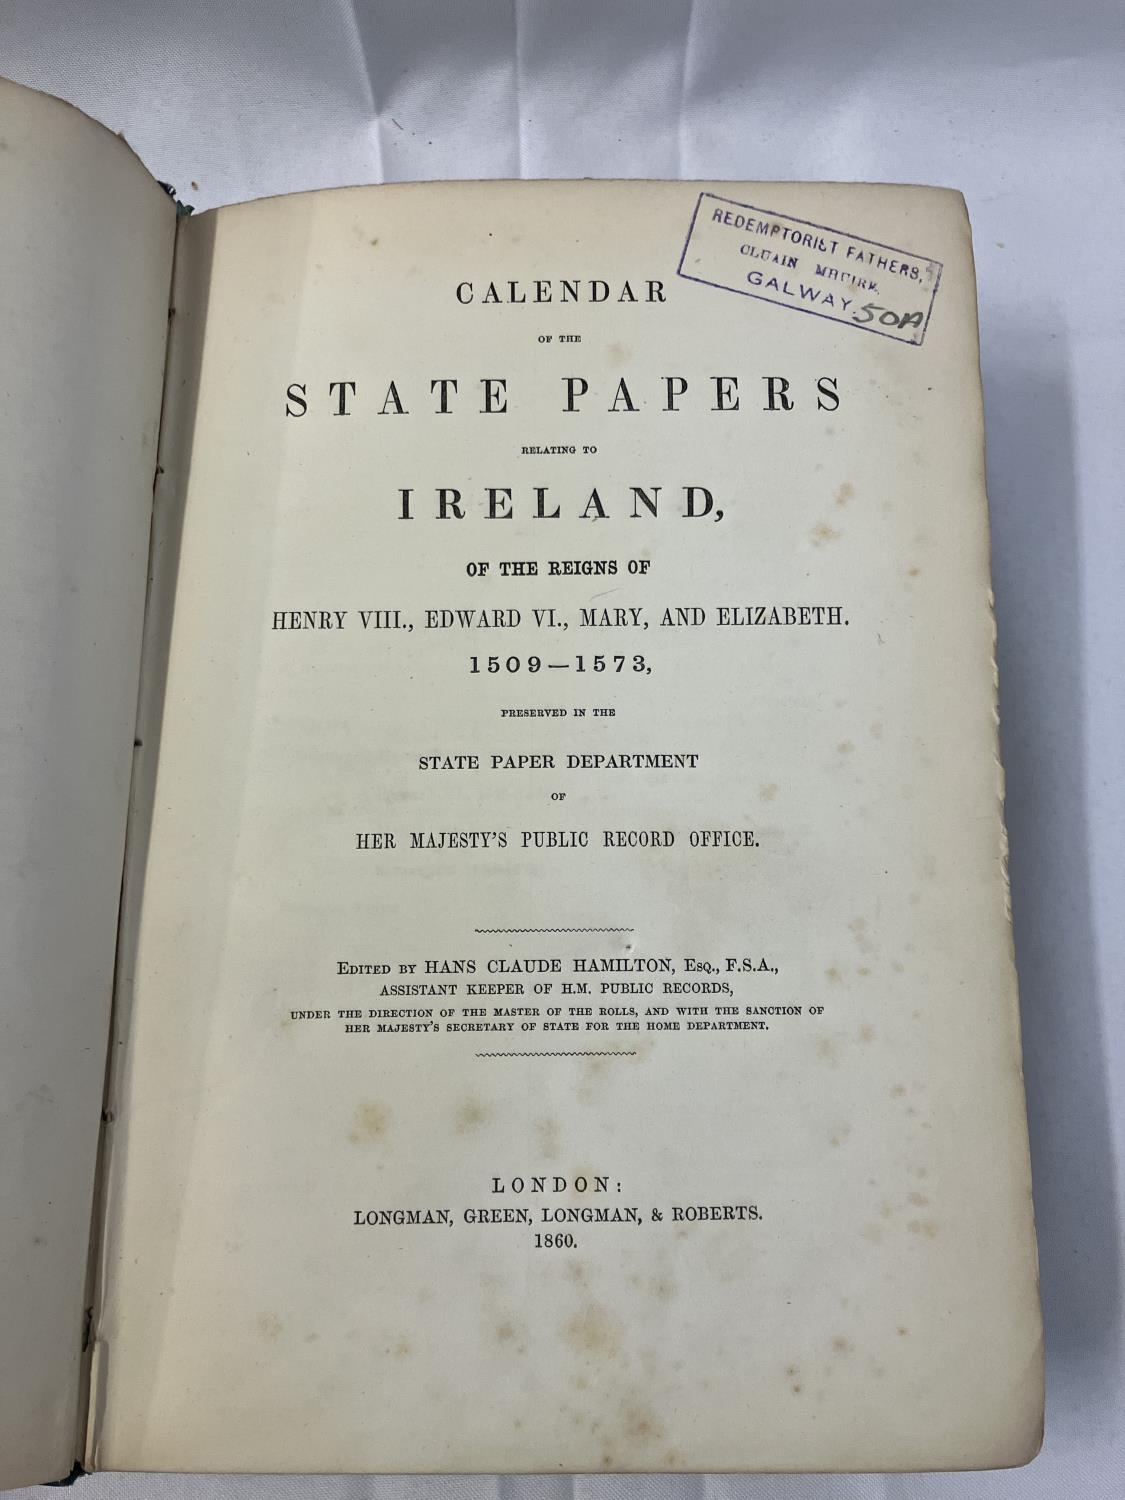 REDEMPTORIST FATHERS,
CLUAIN MHUIRE,
GALWAY.
50A
CALENDAR
OF THE
STATE PAPERS
RELATING TO
IRELAND,
OF THE REIGNS OF
HENRY VIII., EDWARD VI., MARY, AND ELIZABETH.
1509—1573,
PRESERVED IN THE
STATE PAPER DEPARTMENT
OF
HER MAJESTY'S PUBLIC RECORD OFFICE.
EDITED BY HANS CLAUDE HAMILTON, ESQ., F.S.A.,
ASSISTANT KEEPER OF H.M. PUBLIC RECORDS,
UNDER THE DIRECTION OF THE MASTER OF THE ROLLS, AND WITH THE SANCTION OF
HER MAJESTY'S SECRETARY OF STATE FOR THE HOME DEPARTMENT.
LONDON:
LONGMAN, GREEN, LONGMAN, & ROBERTS.
1860.